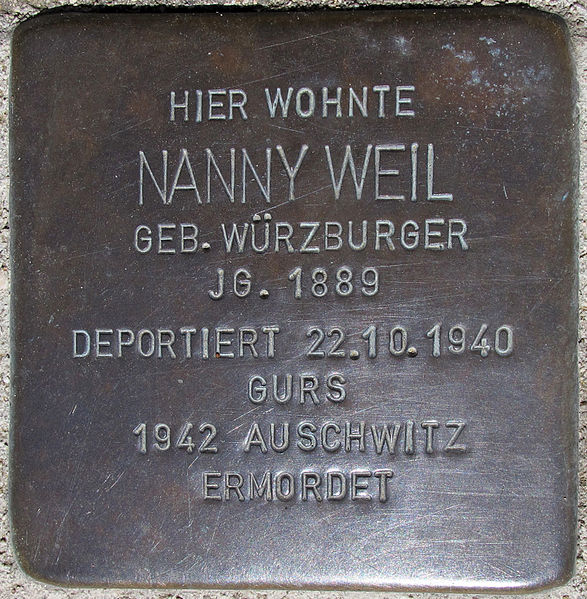 HIER WOHNTE
NANNY WEIL
GEB. WÜRZBURGER
JG. 1889
DEPORTIERT 22.10.1940
GURS
1942 AUSCHWITZ
ERMORDET